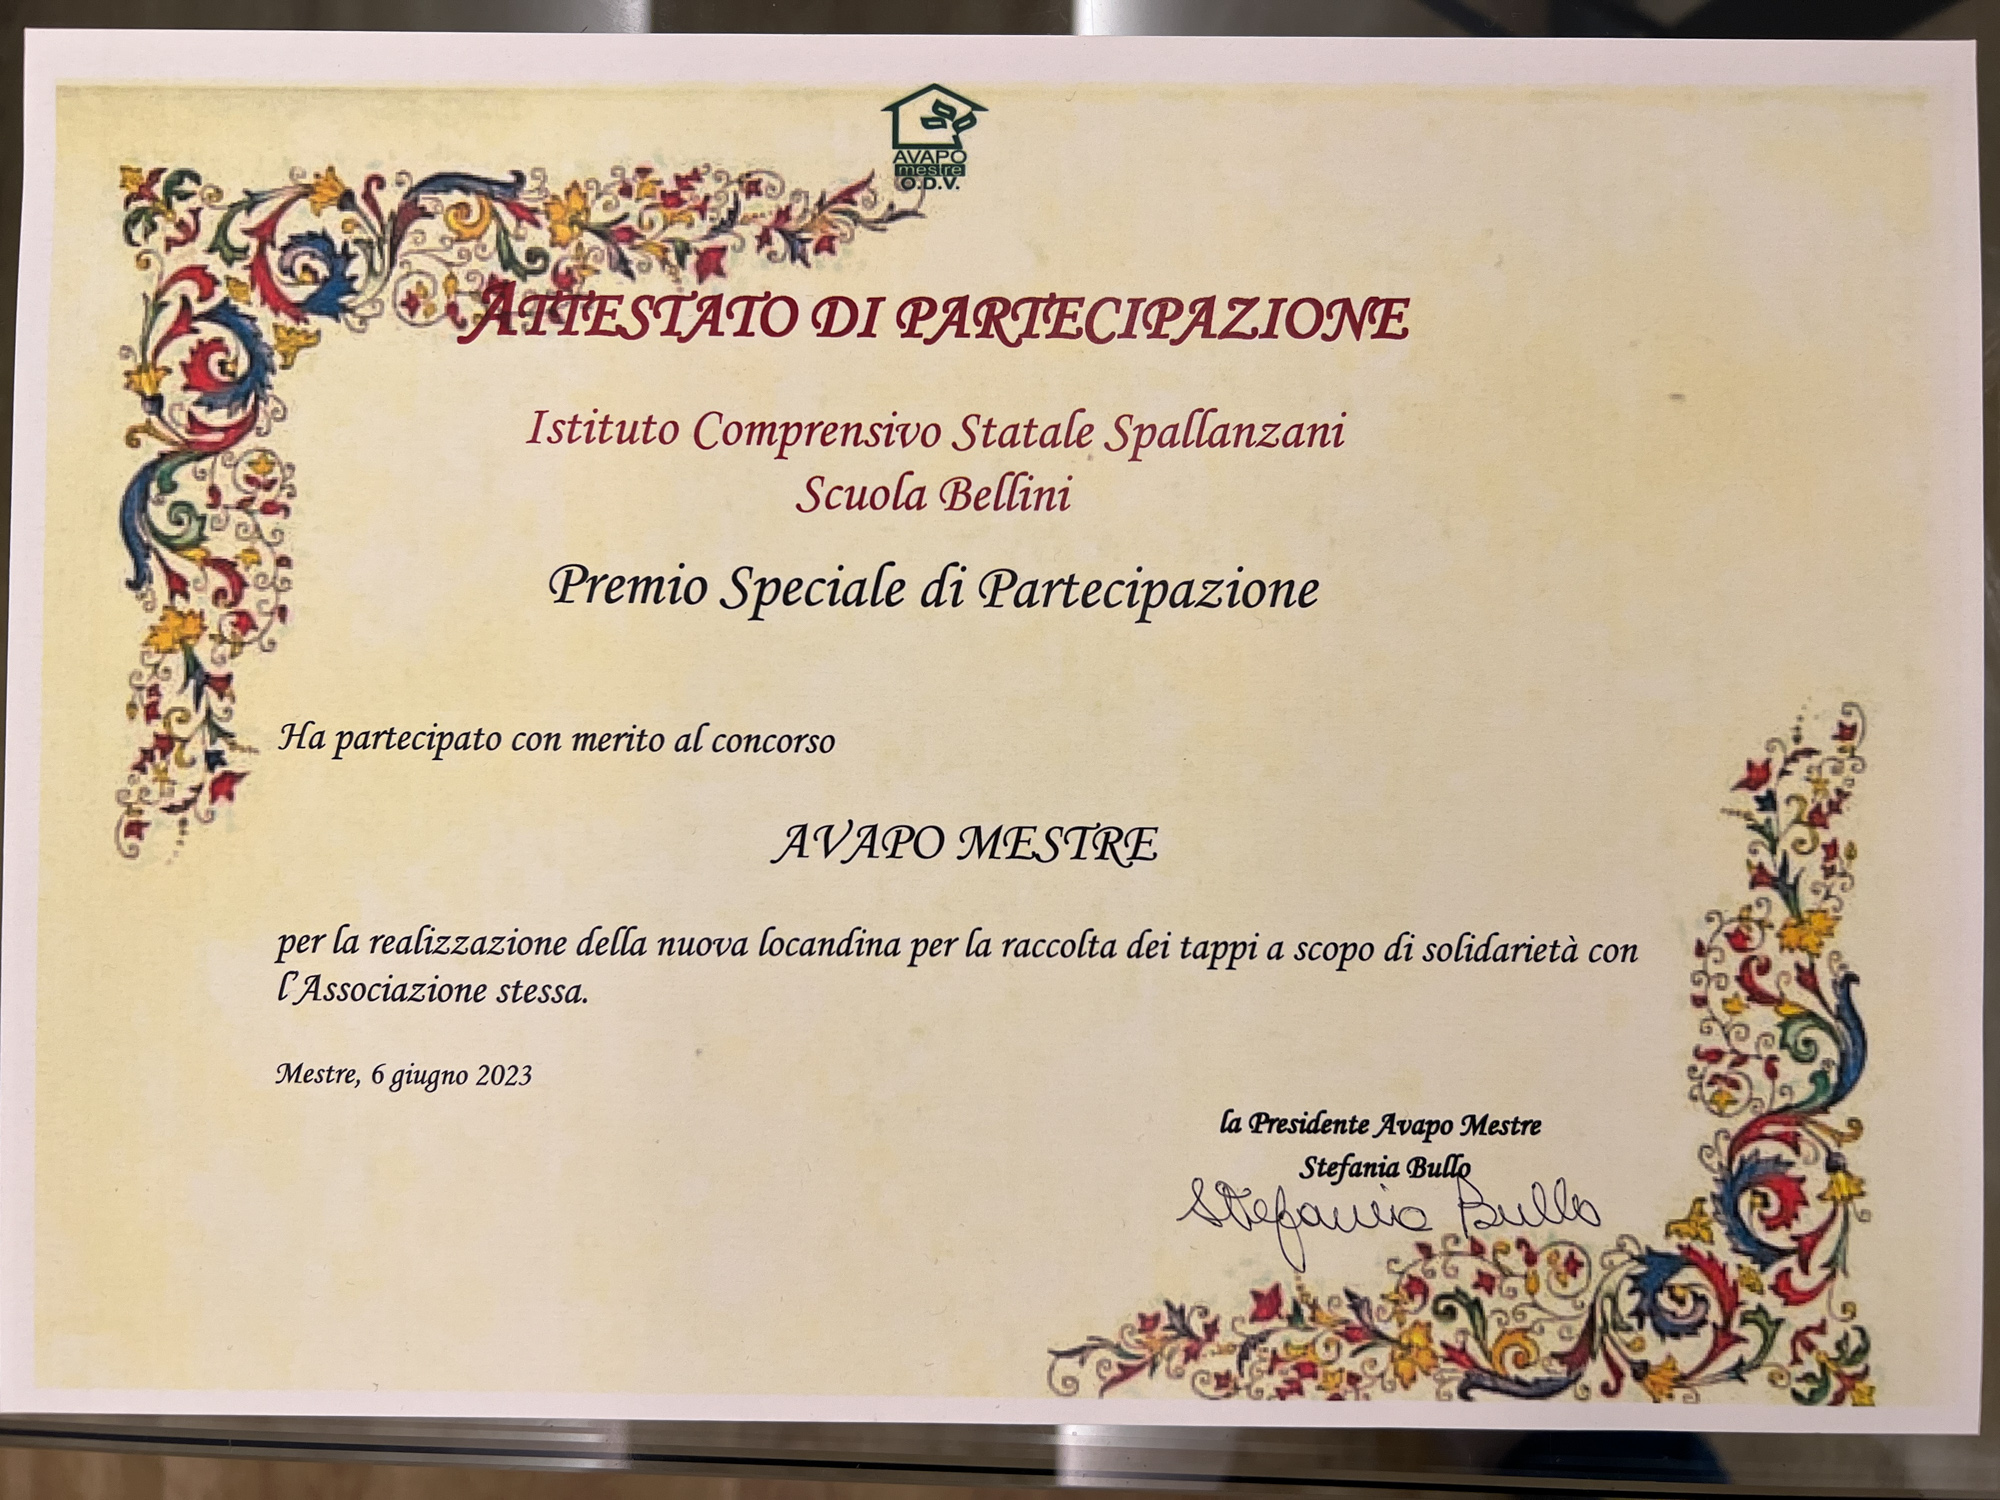 AVAPO
mestre
O.D.V.
ATTESTATO DI PARTECIPAZIONE
Istituto Comprensivo Statale Spallanzani
Scuola Bellini
Premio Speciale di Partecipazione
Ha partecipato con merito al concorso
AVAPO MESTRE
per la realizzazione della nuova locandina per la raccolta dei tappi a scopo di solidarietà con
l'Associazione stessa.
Mestre, 6 giugno 2023
la Presidente Avapo Mestre
Stefania Bullo
Stefania Bullo